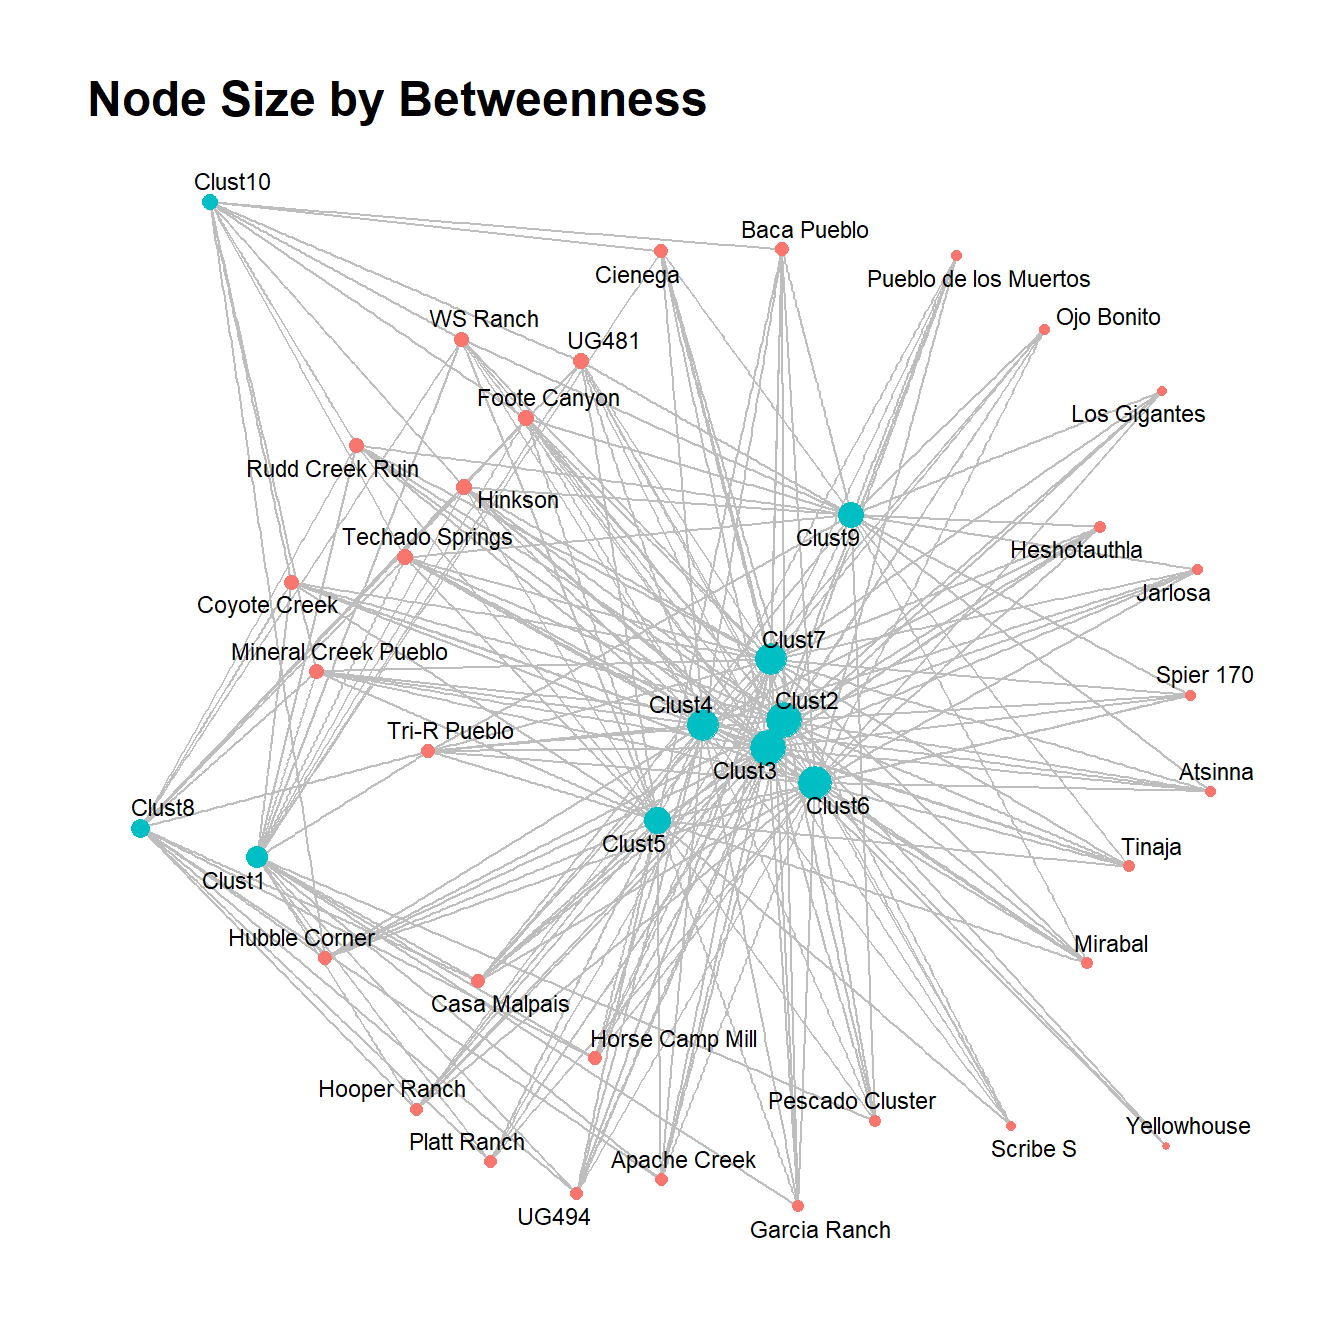 Node Size by Betweenness
Clust10
Baca Pueblo
Cienega
Pueblo de los Muertos
WS Ranch
Ojo Bonito
UG481
Foote Canyon
Los Gigantes
Rudd Creek Ruin
Hinkson
Techado Springs
Clust9
Heshotauthla
Jarlosa
Coyote Creek
Mineral Creek Pueblo
Clust7
Spier 170
Clust4
Clust2
Tri-R Pueblo
Clust3
Atsinna
Clust8
Clust6
Clust5
Tinaja
Clust1
Hubble Corner
Mirabal
Casa Malpais
Horse Camp Mill
Hooper Ranch
Pescado Cluster
Yellowhouse
Platt Ranch
Scribe S
Apache Creek
UG494
Garcia Ranch